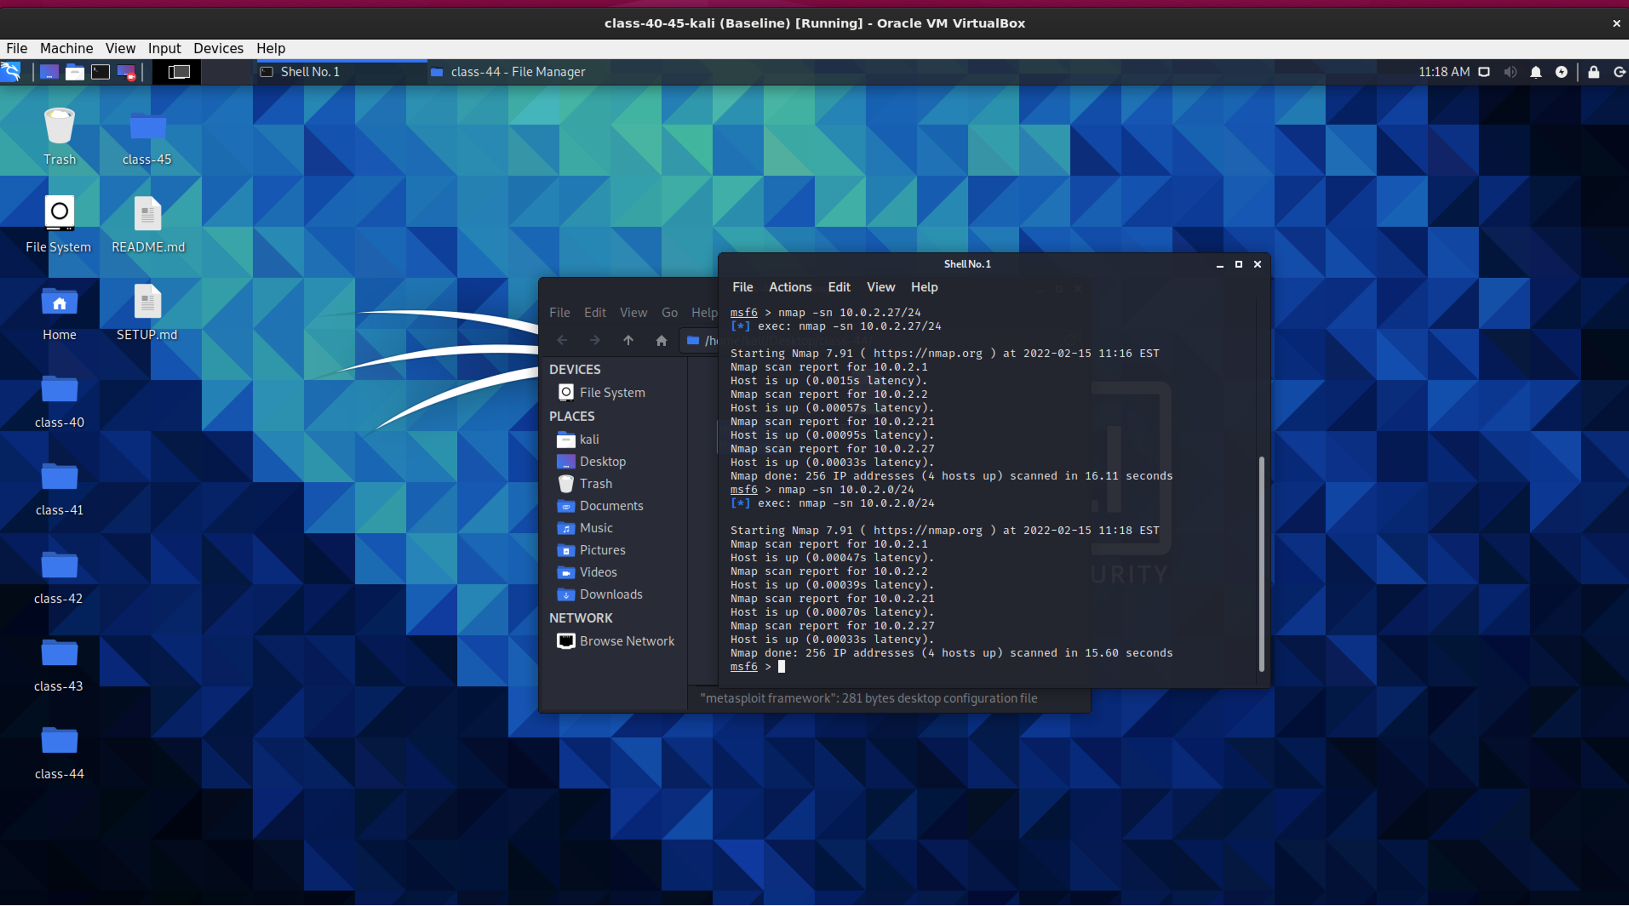 class-40-45-kali (Baseline) [Running] - Oracle VM VirtualBox
File Machine View Input Devices Help
Shell No. 1
class-44 - File Manager
11:18 AM
Trash
class-45
File System
README.md
Home
SETUP.md
class-40
class-41
class-42
class-43
class-44
File Edit View Go Help
DEVICES
File System
PLACES
kali
Desktop
Trash
Documents
Music
Pictures
Videos
Downloads
NETWORK
Browse Network
"metasploit framework": 281 bytes desktop configuration file
Shell No. 1
File Actions Edit View Help
msf6 > nmap -sn 10.0.2.27/24
[*] exec: nmap -sn 10.0.2.27/24
Starting Nmap 7.91 ( https://nmap.org ) at 2022-02-15 11:16 EST
Nmap scan report for 10.0.2.1
Host is up (0.0015s latency).
Nmap scan report for 10.0.2.2
Host is up (0.00057s latency).
Nmap scan report for 10.0.2.21
Host is up (0.00095s latency).
Nmap scan report for 10.0.2.27
Host is up (0.00033s latency).
Nmap done: 256 IP addresses (4 hosts up) scanned in 16.11 seconds
msf6 > nmap -sn 10.0.2.0/24
[*] exec: nmap -sn 10.0.2.0/24
Starting Nmap 7.91 ( https://nmap.org ) at 2022-02-15 11:18 EST
Nmap scan report for 10.0.2.1
Host is up (0.00047s latency).
Nmap scan report for 10.0.2.2
Host is up (0.00039s latency).
Nmap scan report for 10.0.2.21
Host is up (0.00070s latency).
Nmap scan report for 10.0.2.27
Host is up (0.00033s latency).
Nmap done: 256 IP addresses (4 hosts up) scanned in 15.60 seconds
msf6 >